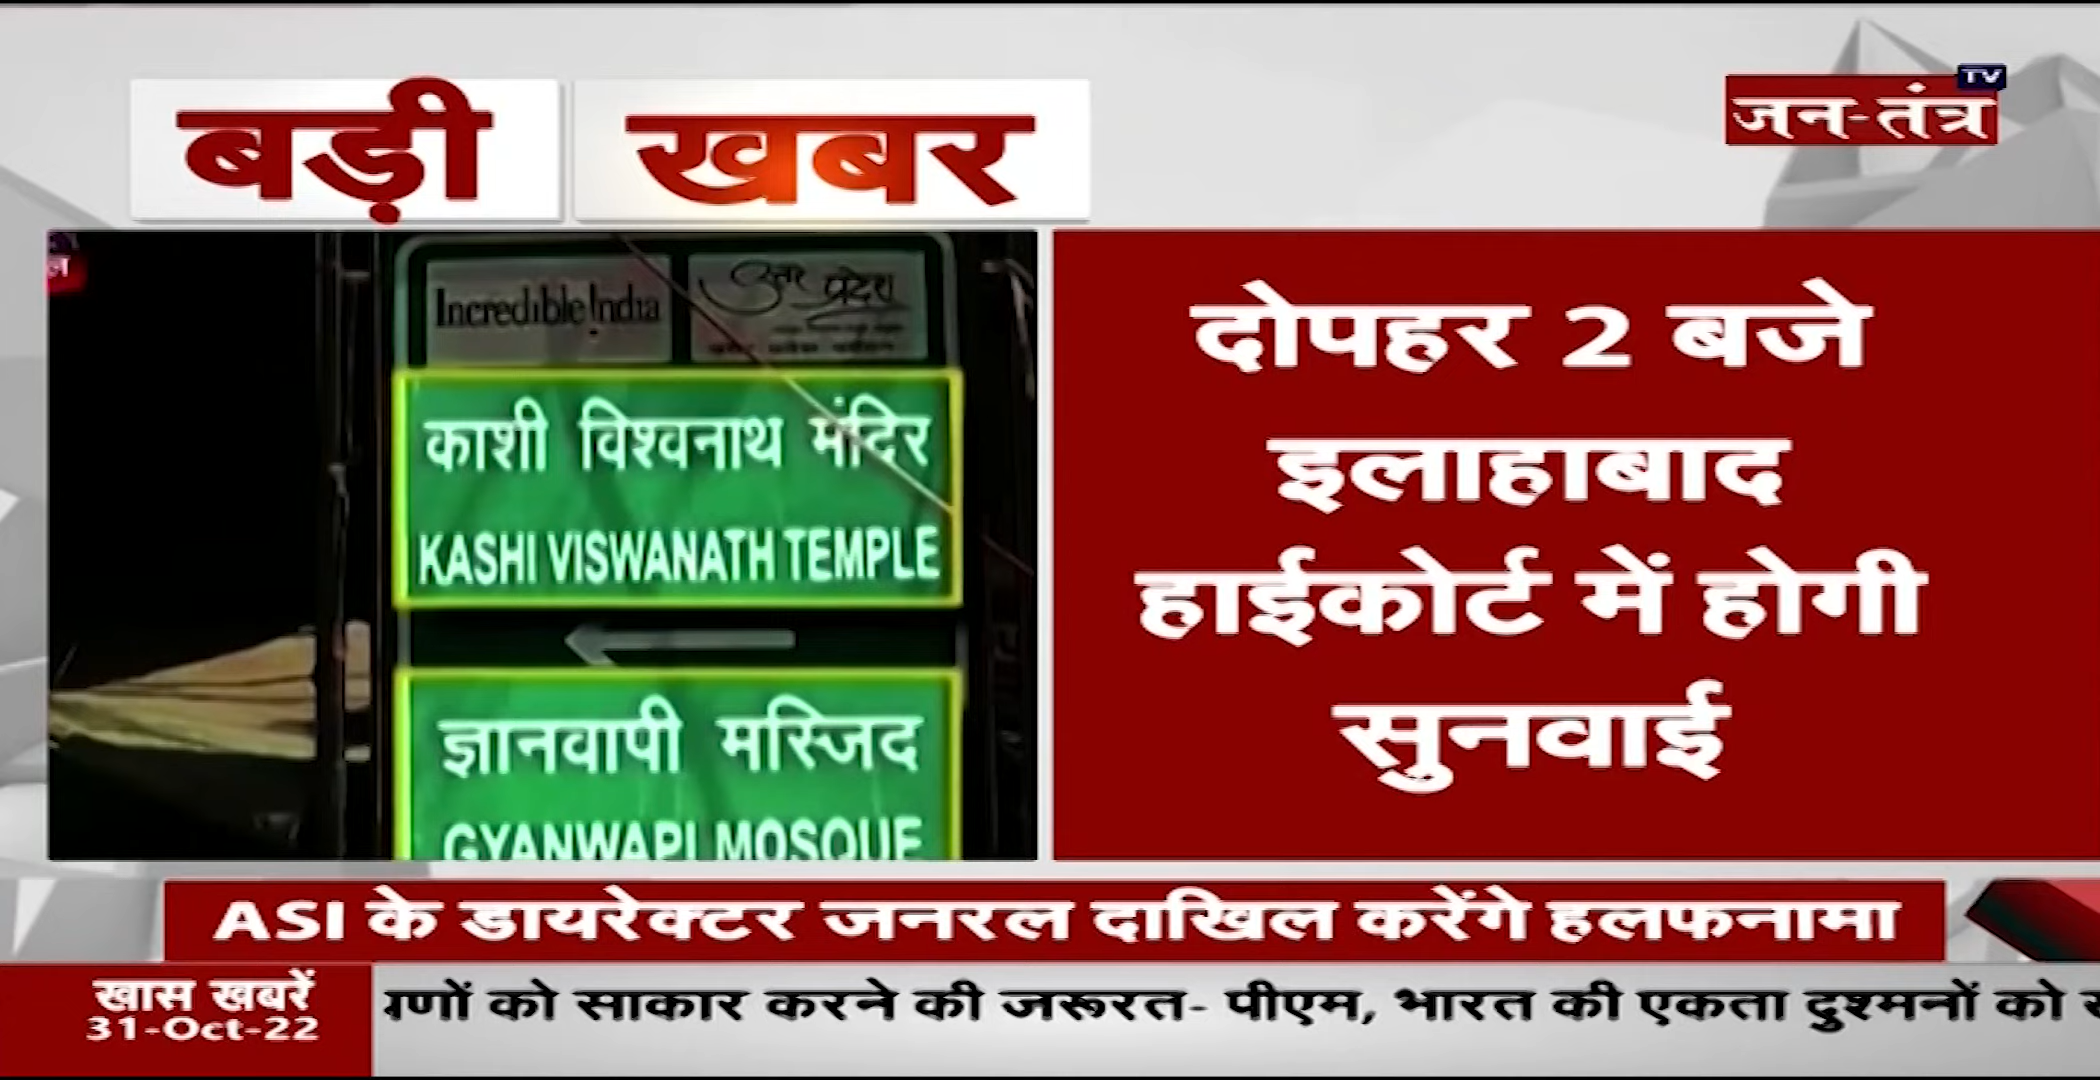 बड़ी खबर
TV
जन-तंत्र
Incredible India
उत्तर प्रदेश
काशी विश्वनाथ मंदिर
KASHI VISWANATH TEMPLE
ज्ञानवापी मस्जिद
GYANWAPI MOSQUE
दोपहर 2 बजे
इलाहाबाद
हाईकोर्ट में होगी
सुनवाई
ASI के डायरेक्टर जनरल दाखिल करेंगे हलफनामा
खास खबरें
31-Oct-22
को साकार करने की जरूरत- पीएम, भारत की एकता दुश्मनों को